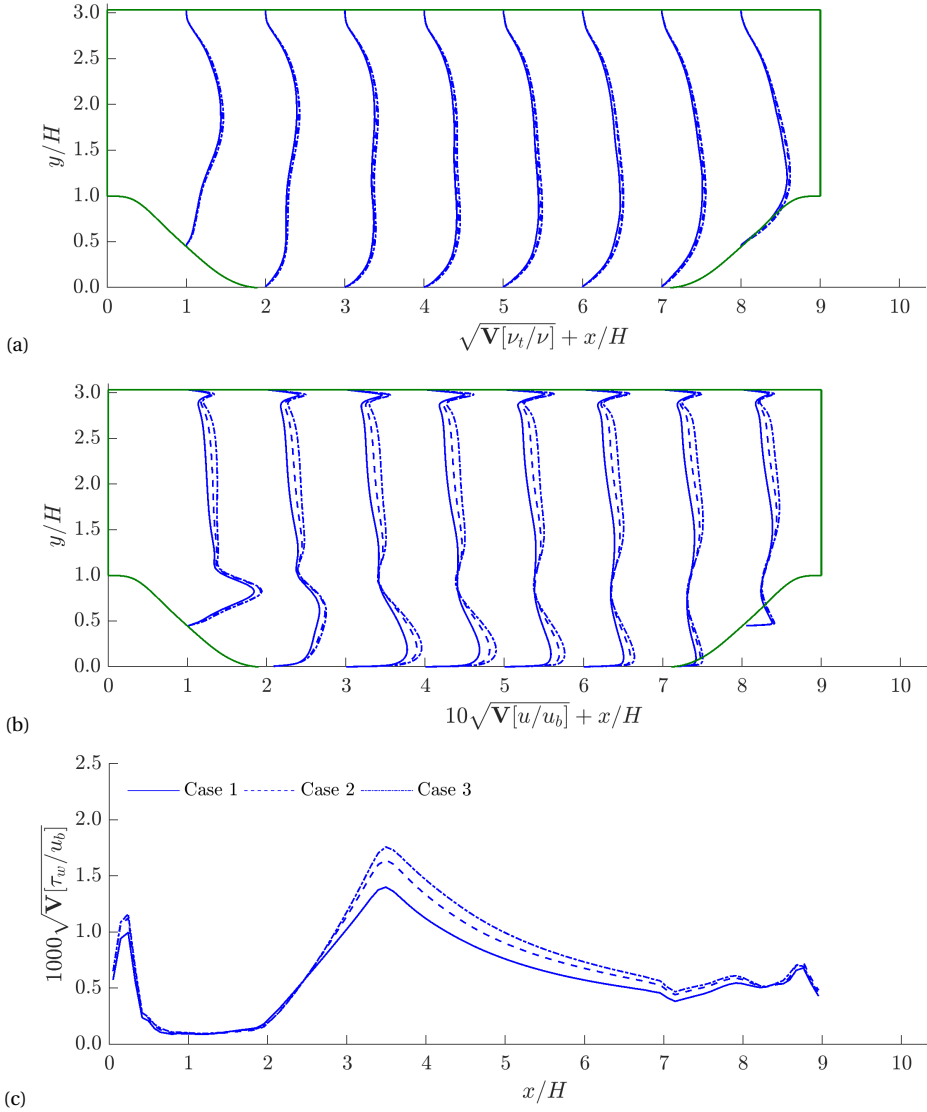 3.0
2.5
2.0
1.5
1.0
0.5
0
y/H
0 1 2 3 4 5 6 7 8 9 10
√V[ν_t/ν] + x/H
(a)
3.0
2.5
2.0
1.5
1.0
0.5
0.0
y/H
0 1 2 3 4 5 6 7 8 9 10
10√V[u/u_b] + x/H
(b)
2.5
2.0
1.5
1.0
0.5
0.0
1000√V[τ_w/u_b]
Case 1 Case 2 Case 3
0 1 2 3 4 5 6 7 8 9 10
x/H
(c)